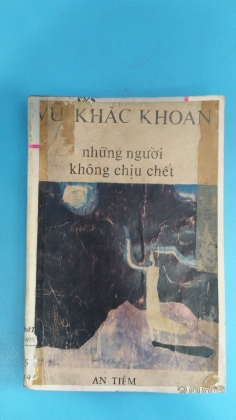 VŨ KHẮC KHOAN
những người
không chịu chết
AN TIÊM